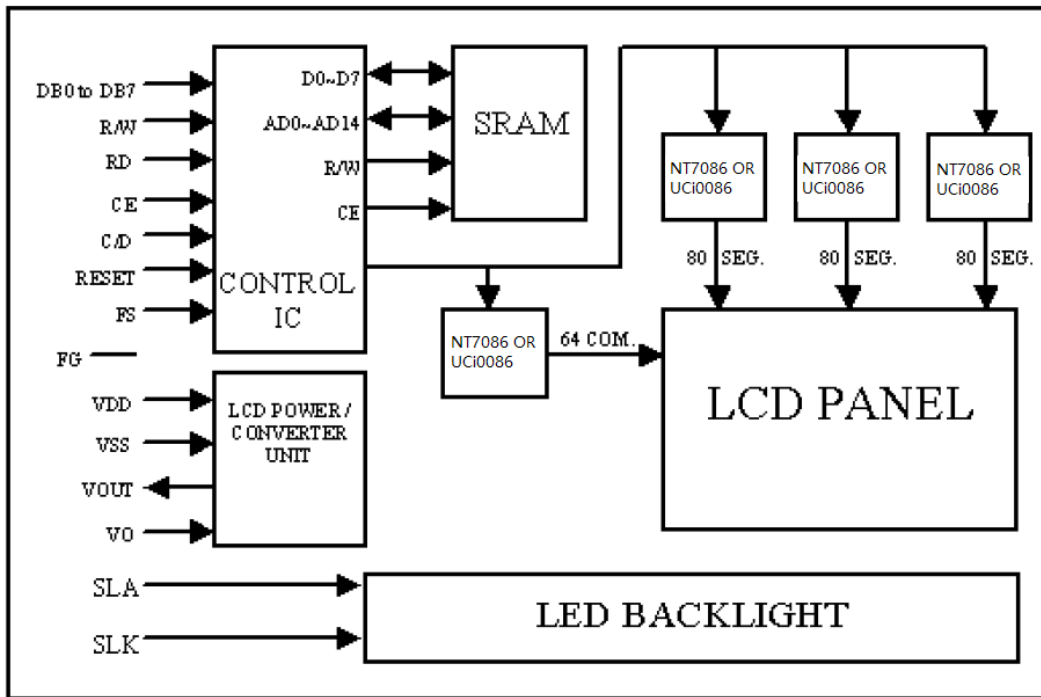 DB0 to DB7
R/W
RD
CE
C/D
RESET
FS
FG
VDD
VSS
VOUT
VO
SLA
SLK
D0~D7
AD0~AD14
R/W
CE
CONTROL
IC
SRAM
LCD POWER /
CONVERTER
UNIT
NT7086 OR
UCi0086
64 COM.
NT7086 OR
UCi0086
NT7086 OR
UCi0086
NT7086 OR
UCi0086
80 SEG.
80 SEG.
80 SEG.
LCD PANEL
LED BACKLIGHT